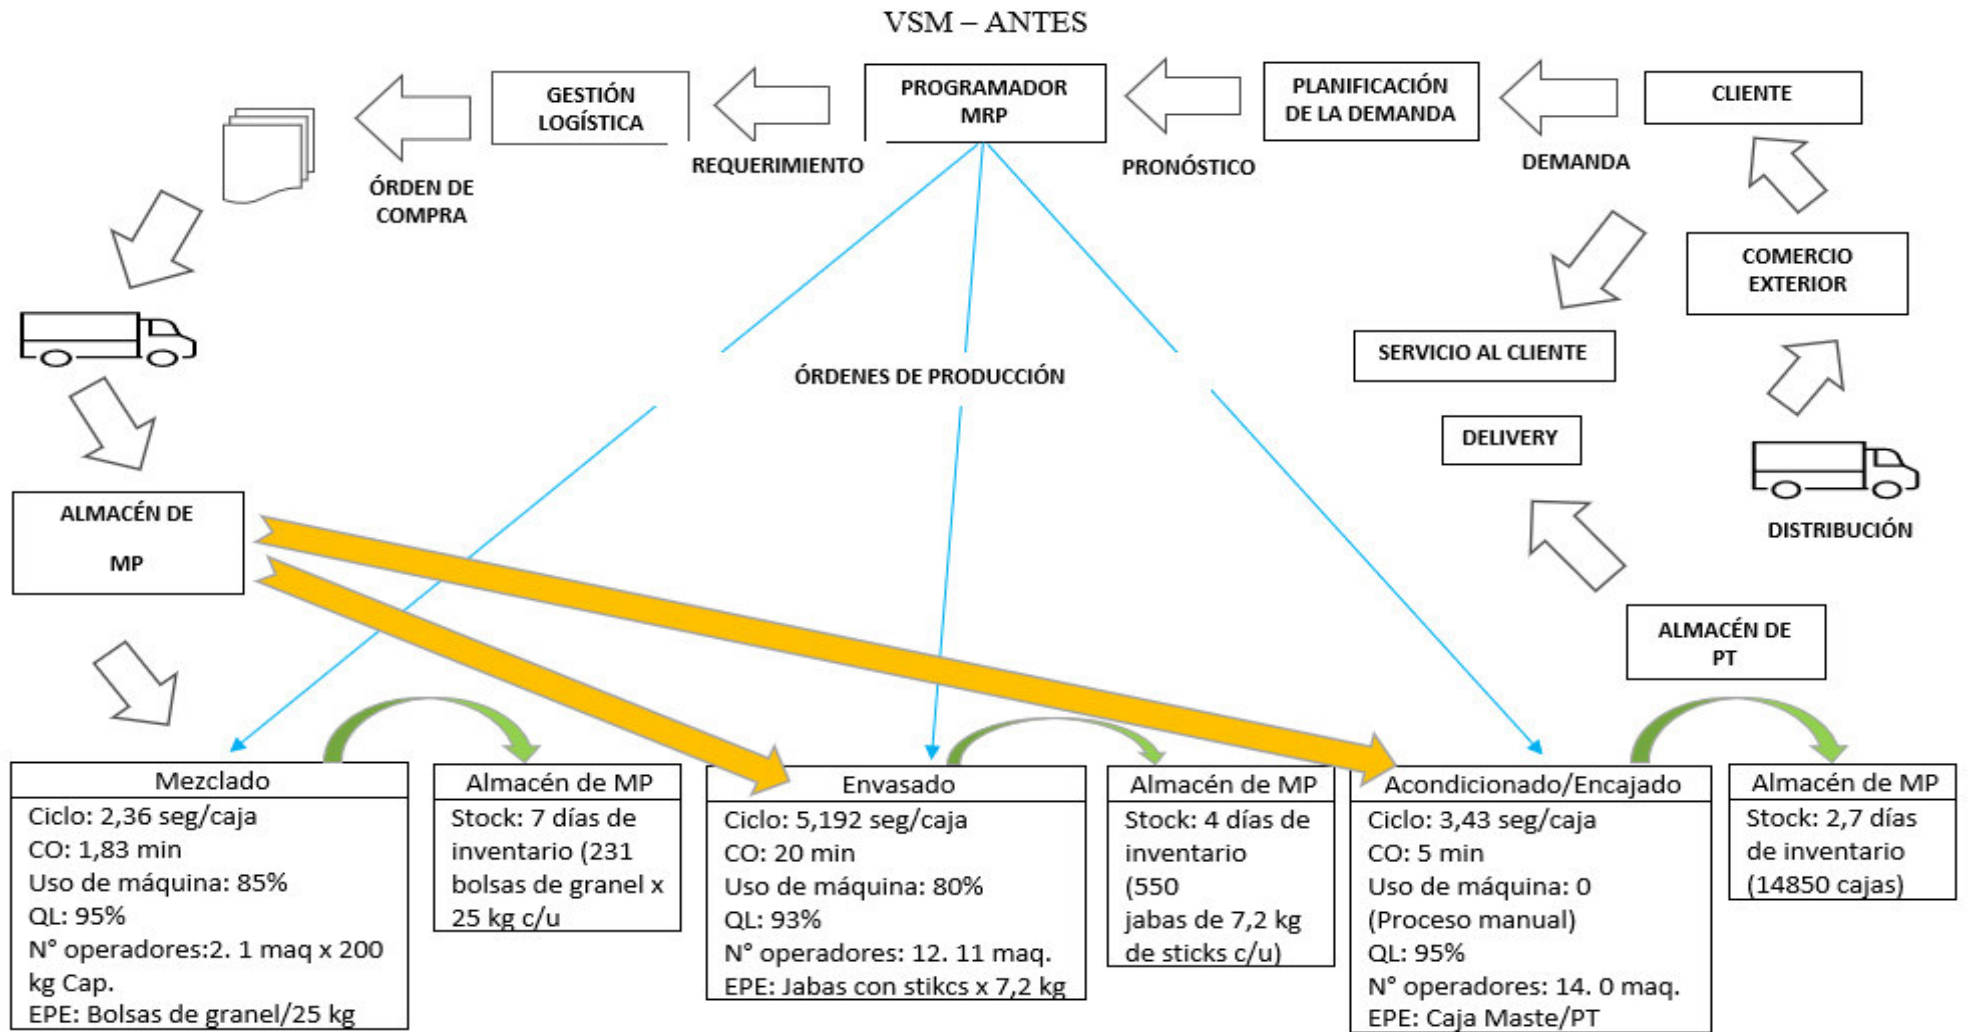 VSM – ANTES
GESTIÓN
LOGÍSTICA
PROGRAMADOR
MRP
PLANIFICACIÓN
DE LA DEMANDA
CLIENTE
ÓRDEN DE
COMPRA
REQUERIMIENTO
PRONÓSTICO
DEMANDA
COMERCIO
EXTERIOR
SERVICIO AL CLIENTE
ÓRDENES DE PRODUCCIÓN
DELIVERY
DISTRIBUCIÓN
ALMACÉN DE
MP
ALMACÉN DE
PT
Mezclado
Ciclo: 2,36 seg/caja
CO: 1,83 min
Uso de máquina: 85%
QL: 95%
N° operadores:2. 1 maq x 200
kg Cap.
EPE: Bolsas de granel/25 kg
Almacén de MP
Stock: 7 días de
inventario (231
bolsas de granel x
25 kg c/u
Envasado
Ciclo: 5,192 seg/caja
CO: 20 min
Uso de máquina: 80%
QL: 93%
N° operadores: 12. 11 maq.
EPE: Jabas con stikcs x 7,2 kg
Almacén de MP
Stock: 4 días de
inventario
(550
jabas de 7,2 kg
de sticks c/u)
Acondicionado/Encajado
Ciclo: 3,43 seg/caja
CO: 5 min
Uso de máquina: 0
(Proceso manual)
QL: 95%
N° operadores: 14. 0 maq.
EPE: Caja Maste/PT
Almacén de MP
Stock: 2,7 días
de inventario
(14850 cajas)